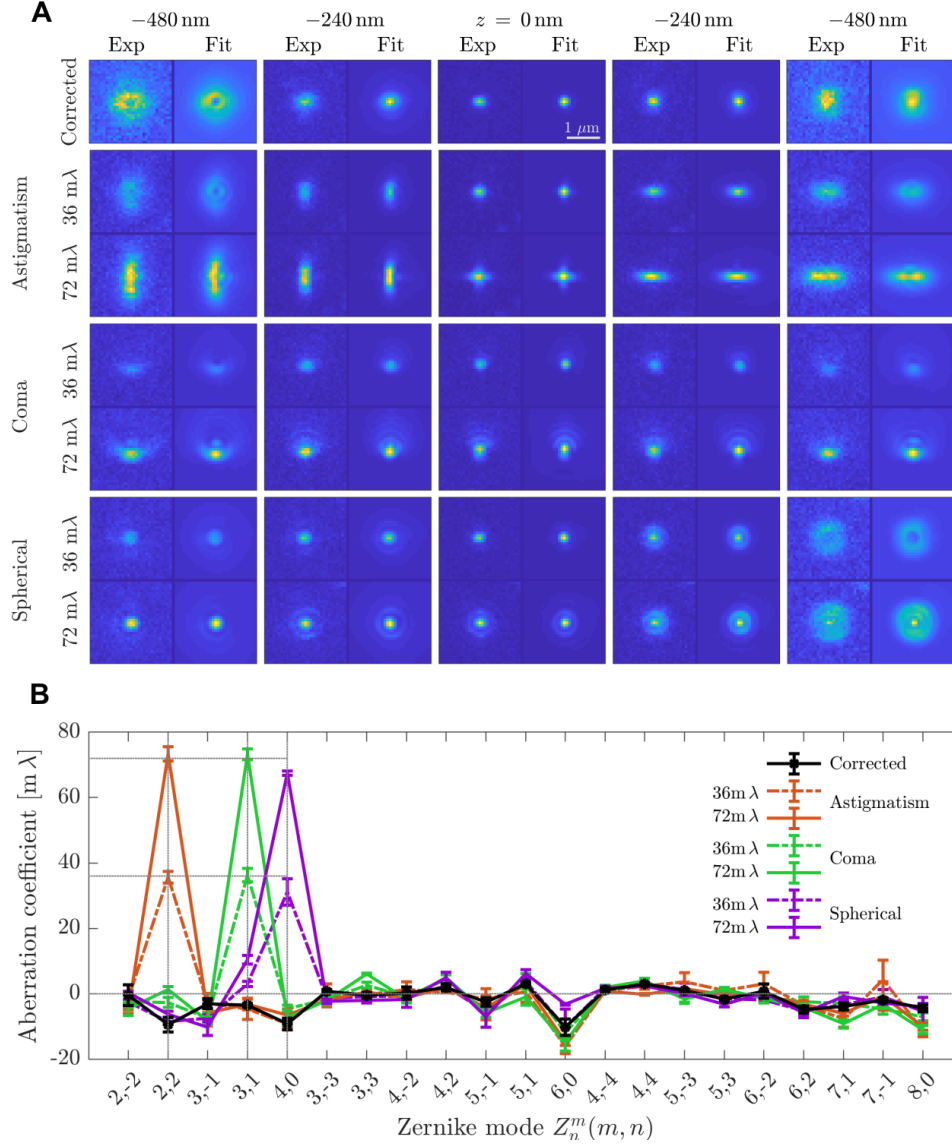 A
−480 nm −240 nm z = 0 nm −240 nm −480 nm
Exp Fit Exp Fit Exp Fit Exp Fit Exp Fit
Corrected
1 μm
Astigmatism
36 mλ
72 mλ
Coma
36 mλ
72 mλ
Spherical
36 mλ
72 mλ
B
Aberration coefficient [m λ]
80
60
40
20
0
-20
Corrected
36m λ
Astigmatism
72m λ
36m λ
Coma
72m λ
36m λ
Spherical
72m λ
2,-2 2,2 3,-1 3,1 4,0 3,-3 3,3 4,-2 4,2 5,-1 5,1 6,0 4,-4 4,4 5,-3 5,3 6,-2 6,2 7,1 7,-1 8,0
Zernike mode Z_n^m(m, n)